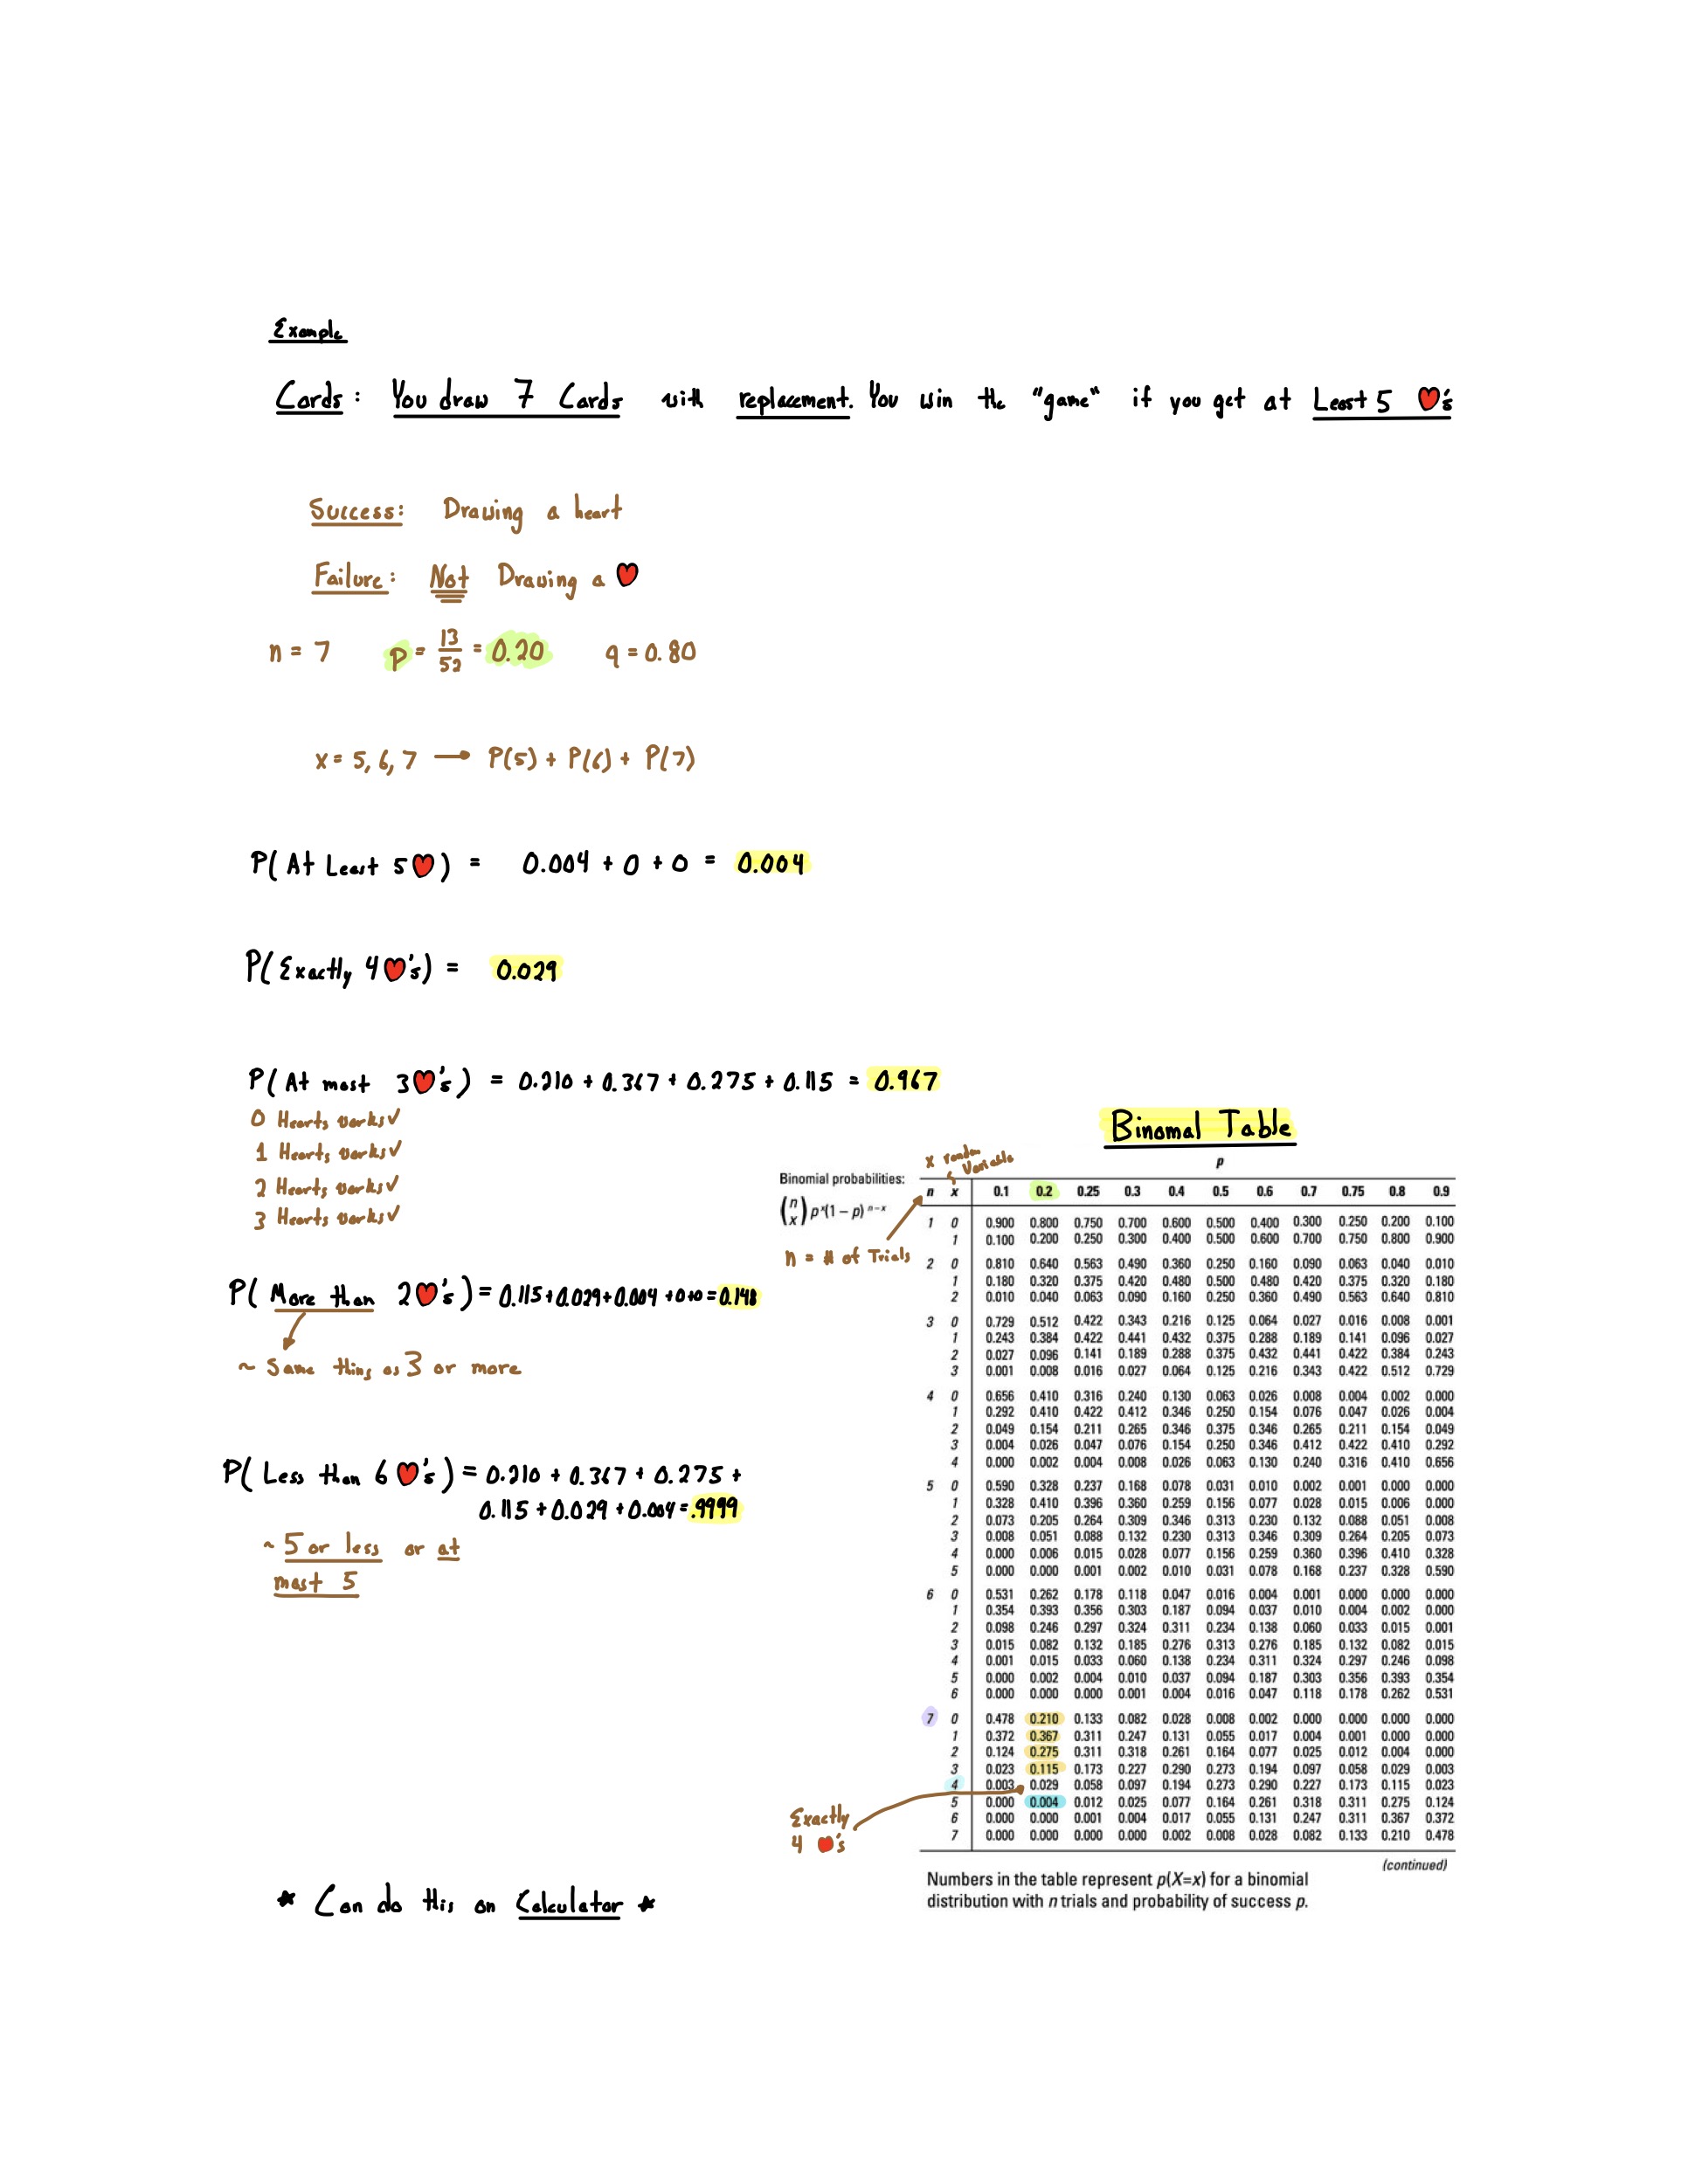 Example
Cards: You draw 7 Cards with replacement. You win the "game" if you get at Least 5 ♥'s
Success: Drawing a heart
Failure: Not Drawing a ♥
n = 7 p = 13/52 = 0.20 q = 0.80
x = 5, 6, 7 → P(5) + P(6) + P(7)
P( At Least 5♥ ) = 0.004 + 0 + 0 = 0.004
P( Exactly 4♥'s ) = 0.029
P( At most 3♥'s ) = 0.210 + 0.367 + 0.275 + 0.115 = 0.967
0 Hearts works✓
1 Hearts works✓
2 Hearts works✓
3 Hearts works✓
P( More than 2♥'s ) = 0.115+0.029+0.004+0+0 = 0.148
~ Same thing as 3 or more
P( Less than 6♥'s ) = 0.210 + 0.367 + 0.275 +
0.115 + 0.029 + 0.004 = .9999
~ 5 or less or at
most 5
★ Can do this on Calculator ★
Binomal Table
x random
Variable
Binomial probabilities:
(n x) pˣ(1 – p)ⁿ⁻ˣ
n = # of Trials
p
n x 0.1 0.2 0.25 0.3 0.4 0.5 0.6 0.7 0.75 0.8 0.9
1 0 0.900 0.800 0.750 0.700 0.600 0.500 0.400 0.300 0.250 0.200 0.100
1 0.100 0.200 0.250 0.300 0.400 0.500 0.600 0.700 0.750 0.800 0.900
2 0 0.810 0.640 0.563 0.490 0.360 0.250 0.160 0.090 0.063 0.040 0.010
1 0.180 0.320 0.375 0.420 0.480 0.500 0.480 0.420 0.375 0.320 0.180
2 0.010 0.040 0.063 0.090 0.160 0.250 0.360 0.490 0.563 0.640 0.810
3 0 0.729 0.512 0.422 0.343 0.216 0.125 0.064 0.027 0.016 0.008 0.001
1 0.243 0.384 0.422 0.441 0.432 0.375 0.288 0.189 0.141 0.096 0.027
2 0.027 0.096 0.141 0.189 0.288 0.375 0.432 0.441 0.422 0.384 0.243
3 0.001 0.008 0.016 0.027 0.064 0.125 0.216 0.343 0.422 0.512 0.729
4 0 0.656 0.410 0.316 0.240 0.130 0.063 0.026 0.008 0.004 0.002 0.000
1 0.292 0.410 0.422 0.412 0.346 0.250 0.154 0.076 0.047 0.026 0.004
2 0.049 0.154 0.211 0.265 0.346 0.375 0.346 0.265 0.211 0.154 0.049
3 0.004 0.026 0.047 0.076 0.154 0.250 0.346 0.412 0.422 0.410 0.292
4 0.000 0.002 0.004 0.008 0.026 0.063 0.130 0.240 0.316 0.410 0.656
5 0 0.590 0.328 0.237 0.168 0.078 0.031 0.010 0.002 0.001 0.000 0.000
1 0.328 0.410 0.396 0.360 0.259 0.156 0.077 0.028 0.015 0.006 0.000
2 0.073 0.205 0.264 0.309 0.346 0.313 0.230 0.132 0.088 0.051 0.008
3 0.008 0.051 0.088 0.132 0.230 0.313 0.346 0.309 0.264 0.205 0.073
4 0.000 0.006 0.015 0.028 0.077 0.156 0.259 0.360 0.396 0.410 0.328
5 0.000 0.000 0.001 0.002 0.010 0.031 0.078 0.168 0.237 0.328 0.590
6 0 0.531 0.262 0.178 0.118 0.047 0.016 0.004 0.001 0.000 0.000 0.000
1 0.354 0.393 0.356 0.303 0.187 0.094 0.037 0.010 0.004 0.002 0.000
2 0.098 0.246 0.297 0.324 0.311 0.234 0.138 0.060 0.033 0.015 0.001
3 0.015 0.082 0.132 0.185 0.276 0.313 0.276 0.185 0.132 0.082 0.015
4 0.001 0.015 0.033 0.060 0.138 0.234 0.311 0.324 0.297 0.246 0.098
5 0.000 0.002 0.004 0.010 0.037 0.094 0.187 0.303 0.356 0.393 0.354
6 0.000 0.000 0.000 0.001 0.004 0.016 0.047 0.118 0.178 0.262 0.531
7 0 0.478 0.210 0.133 0.082 0.028 0.008 0.002 0.000 0.000 0.000 0.000
1 0.372 0.367 0.311 0.247 0.131 0.055 0.017 0.004 0.001 0.000 0.000
2 0.124 0.275 0.311 0.318 0.261 0.164 0.077 0.025 0.012 0.004 0.000
3 0.023 0.115 0.173 0.227 0.290 0.273 0.194 0.097 0.058 0.029 0.003
4 0.003 0.029 0.058 0.097 0.194 0.273 0.290 0.227 0.173 0.115 0.023
5 0.000 0.004 0.012 0.025 0.077 0.164 0.261 0.318 0.311 0.275 0.124
6 0.000 0.000 0.001 0.004 0.017 0.055 0.131 0.247 0.311 0.367 0.372
7 0.000 0.000 0.000 0.000 0.002 0.008 0.028 0.082 0.133 0.210 0.478
Exactly
4 ♥'s
(continued)
Numbers in the table represent p(X=x) for a binomial
distribution with n trials and probability of success p.